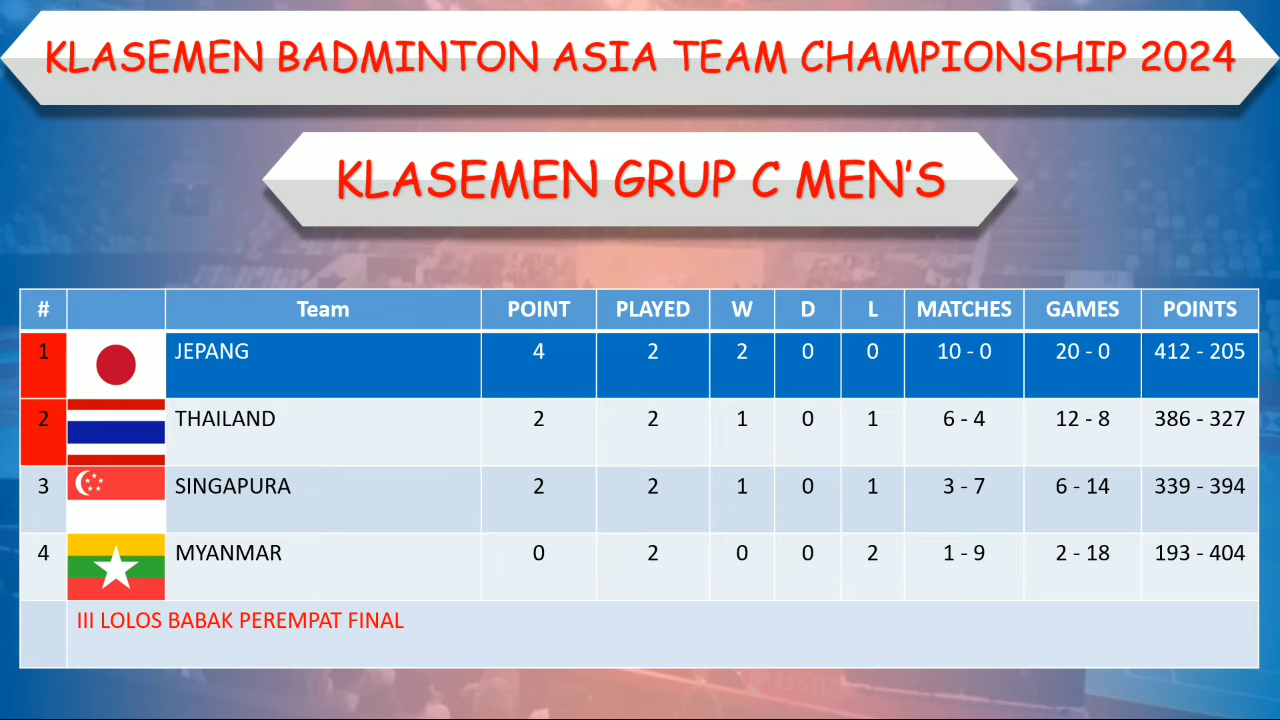 KLASEMEN BADMINTON ASIA TEAM CHAMPIONSHIP 2024
KLASEMEN GRUP C MEN'S
# Team POINT PLAYED W D L MATCHES GAMES POINTS
1 JEPANG 4 2 2 0 0 10 - 0 20 - 0 412 - 205
2 THAILAND 2 2 1 0 1 6 - 4 12 - 8 386 - 327
3 SINGAPURA 2 2 1 0 1 3 - 7 6 - 14 339 - 394
4 MYANMAR 0 2 0 0 2 1 - 9 2 - 18 193 - 404
III LOLOS BABAK PEREMPAT FINAL